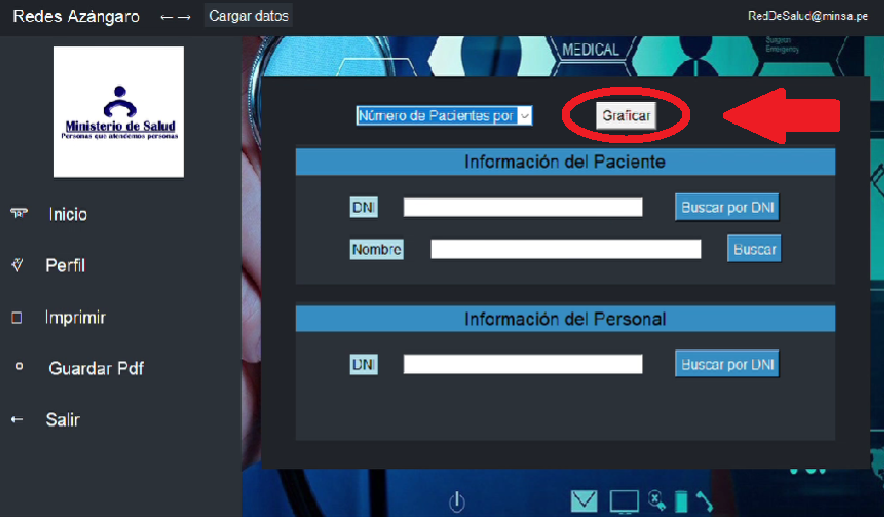 Redes Azángaro
Cargar datos
RedDeSalud@minsa.pe
MEDICAL
Surgeon
Emergency
Ministerio de Salud
Personas que atendemos personas
Número de Pacientes por
Graficar
Información del Paciente
DNI
Buscar por DNI
Nombre
Buscar
Información del Personal
DNI
Buscar por DNI
Inicio
Perfil
Imprimir
Guardar Pdf
Salir